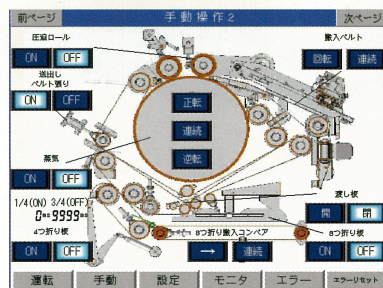 前ページ 手動操作2 次ページ
圧迫ロール 搬入ベルト
ON OFF 回転 連続
送出し
ベルト張り
ON OFF
正転
連続
逆転
蒸気
ON OFF
渡し板
1/4(ON) 3/4(OFF)
0ms 9999ms
開 閉
4つ折り板 8つ折り搬入コンベア 8つ折り板
ON OFF → 連続 ON OFF
運転 手動 設定 モニタ エラー エラーリセット